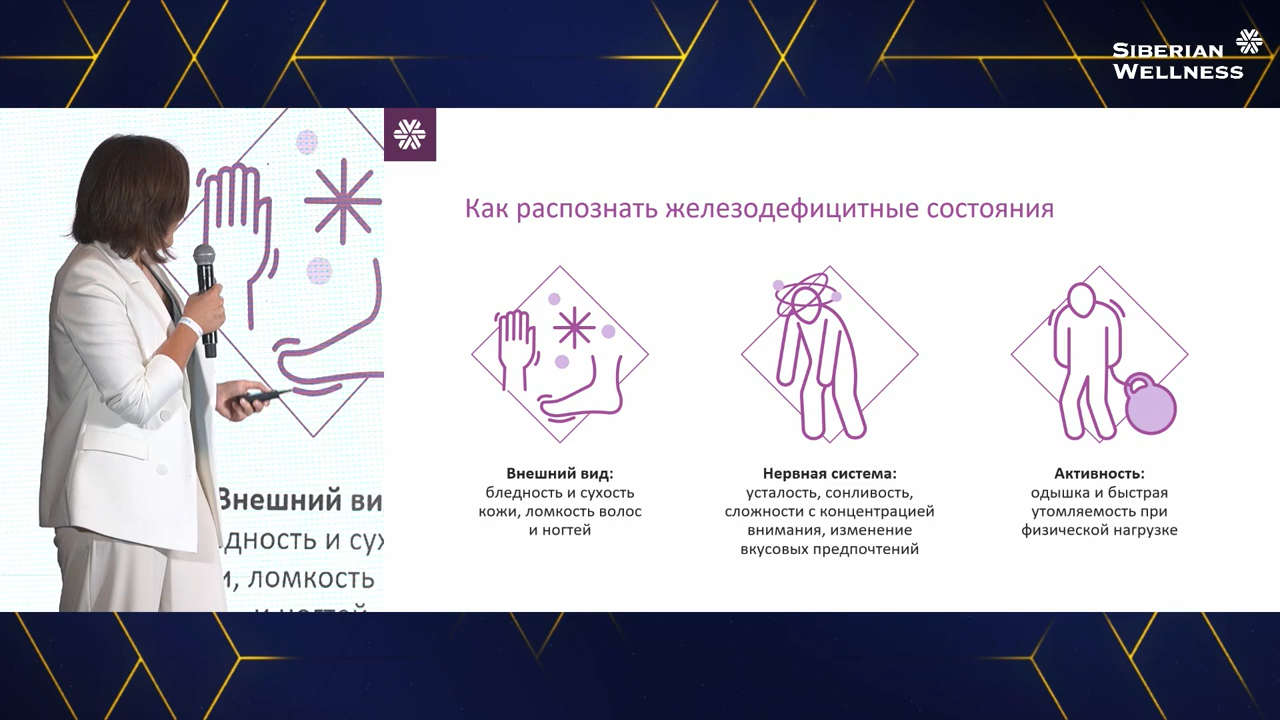 SIBERIAN
WELLNESS
Как распознать железодефицитные состояния
Внешний вид:
бледность и сухость
кожи, ломкость волос
и ногтей
Нервная система:
усталость, сонливость,
сложности с концентрацией
внимания, изменение
вкусовых предпочтений
Активность:
одышка и быстрая
утомляемость при
физической нагрузке
Внешний ви
дность и сух
и, ломкость
и ногтей